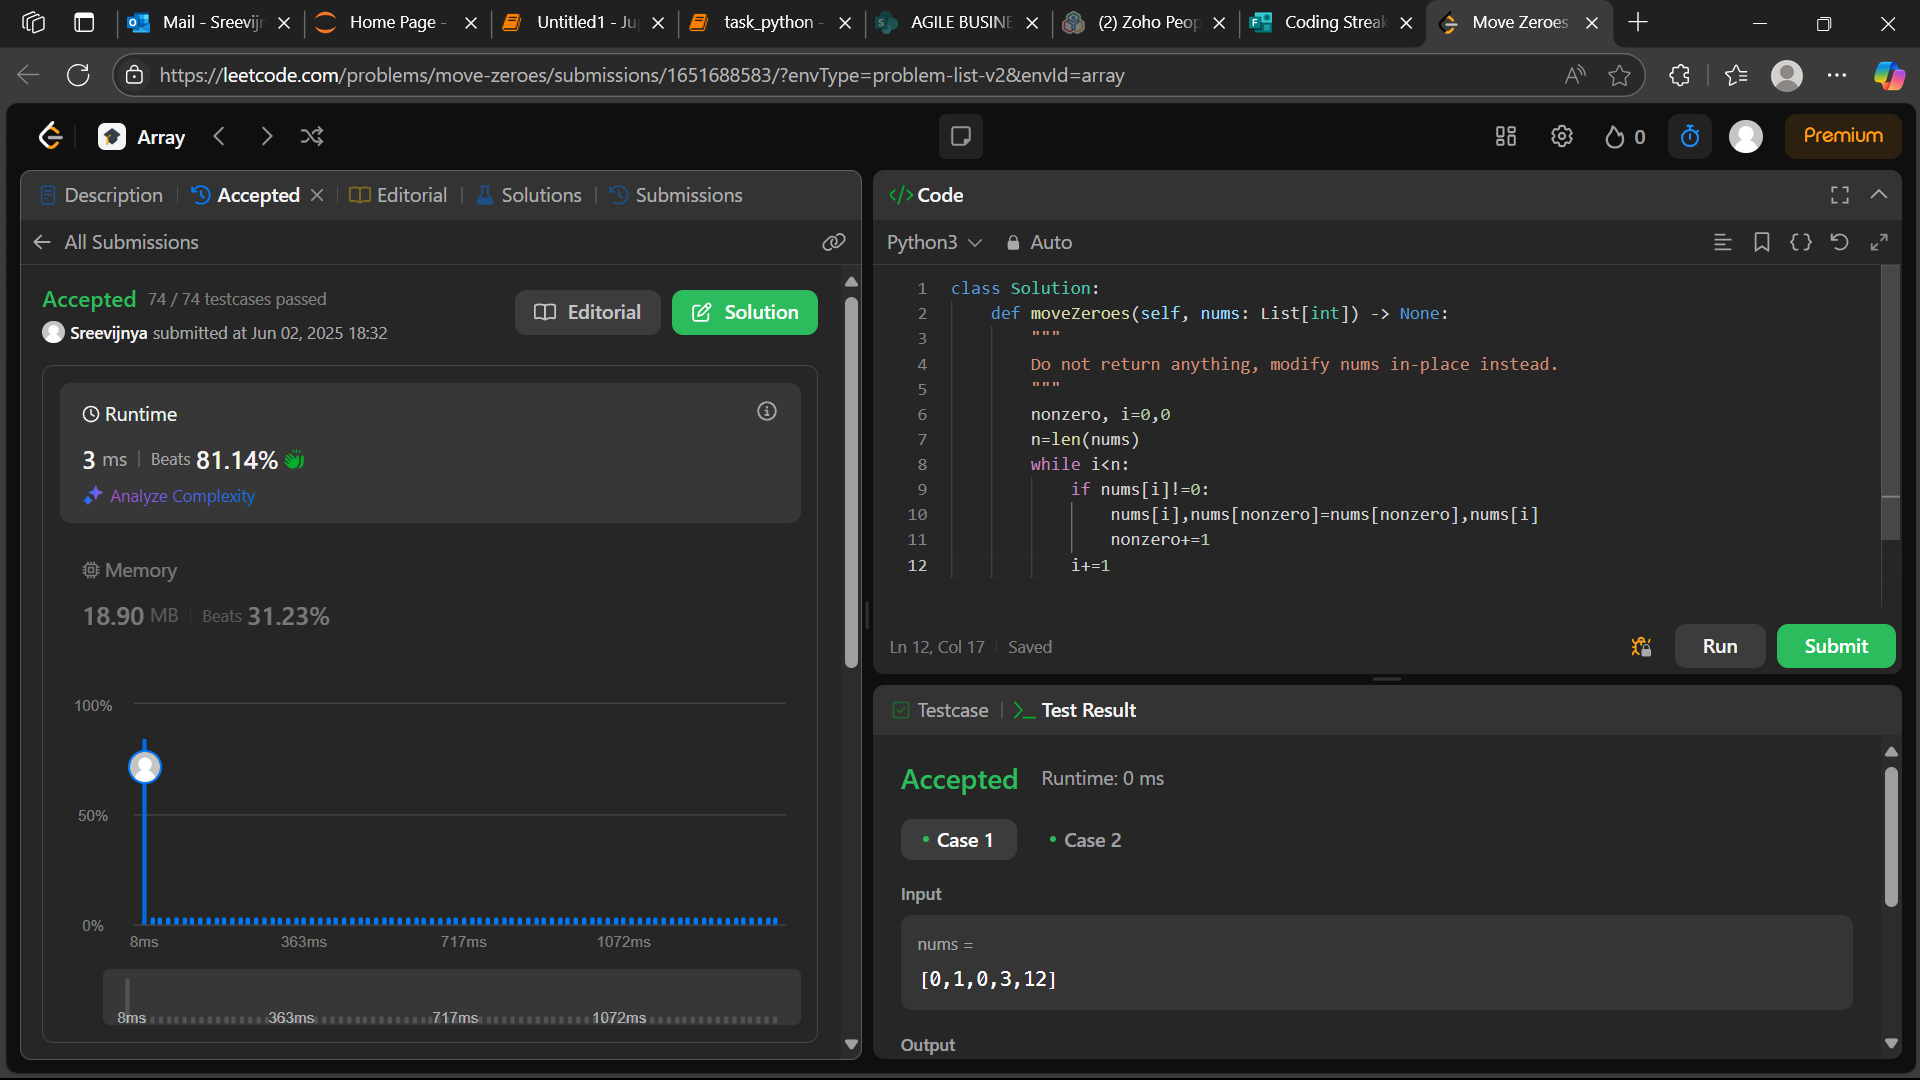 Mail - Sreevijr
Home Page -
Untitled1 - Ju
task_python -
AGILE BUSINE
(2) Zoho Peop
Coding Streak
Move Zeroes
https://leetcode.com/problems/move-zeroes/submissions/1651688583/?envType=problem-list-v2&envId=array
Array
0
Premium
Description
Accepted
Editorial
Solutions
Submissions
All Submissions
Accepted 74 / 74 testcases passed
Sreevijnya submitted at Jun 02, 2025 18:32
Editorial
Solution
Runtime
3 ms Beats 81.14%
Analyze Complexity
Memory
18.90 MB Beats 31.23%
100%
50%
0%
8ms 363ms 717ms 1072ms
8ms 363ms 717ms 1072ms
</> Code
Python3 Auto
1 class Solution:
2 def moveZeroes(self, nums: List[int]) -> None:
3 """
4 Do not return anything, modify nums in-place instead.
5 """
6 nonzero, i=0,0
7 n=len(nums)
8 while i<n:
9 if nums[i]!=0:
10 nums[i],nums[nonzero]=nums[nonzero],nums[i]
11 nonzero+=1
12 i+=1
Ln 12, Col 17 Saved
Run
Submit
Testcase
Test Result
Accepted Runtime: 0 ms
Case 1
Case 2
Input
nums =
[0,1,0,3,12]
Output